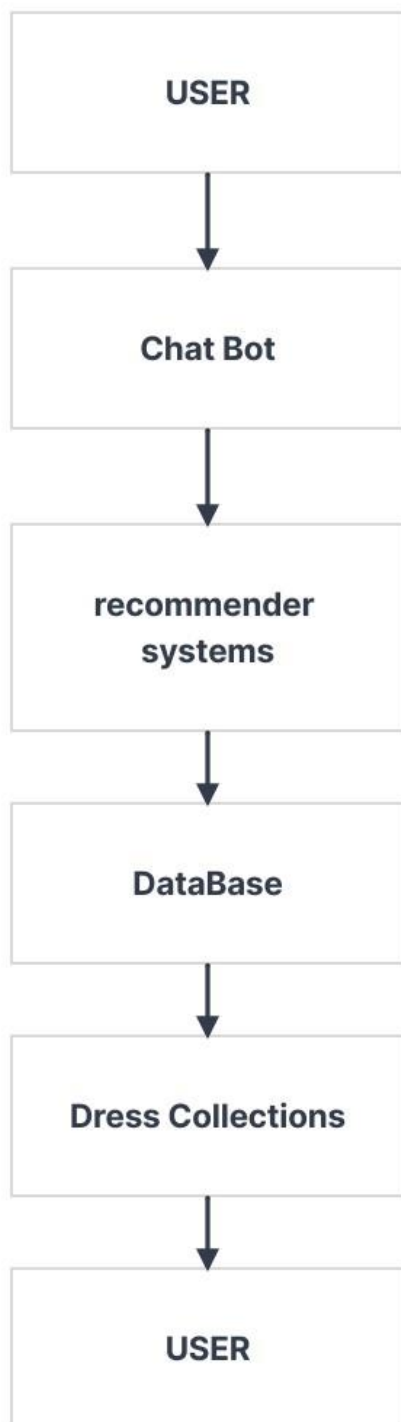 USER
Chat Bot
recommender
systems
DataBase
Dress Collections
USER